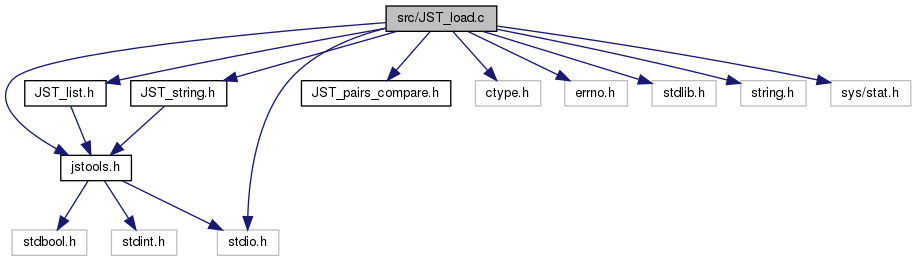 src/JST_load.c
JST_list.h
JST_string.h
JST_pairs_compare.h
ctype.h
errno.h
stdlib.h
string.h
sys/stat.h
jstools.h
stdbool.h
stdint.h
stdio.h